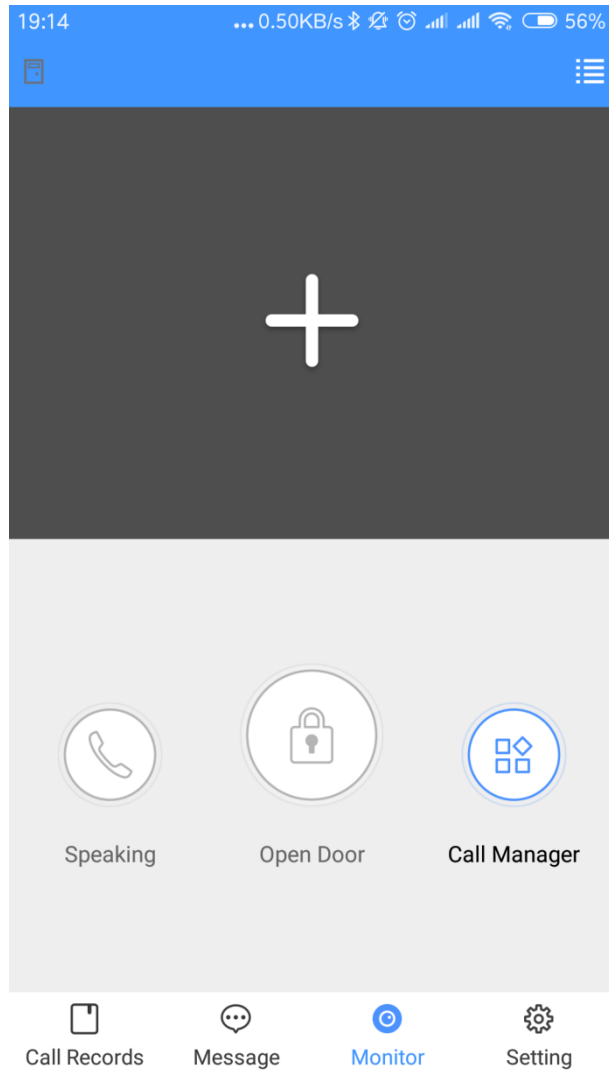 19:14 ... 0.50KB/s 56%
Speaking Open Door Call Manager
Call Records Message Monitor Setting